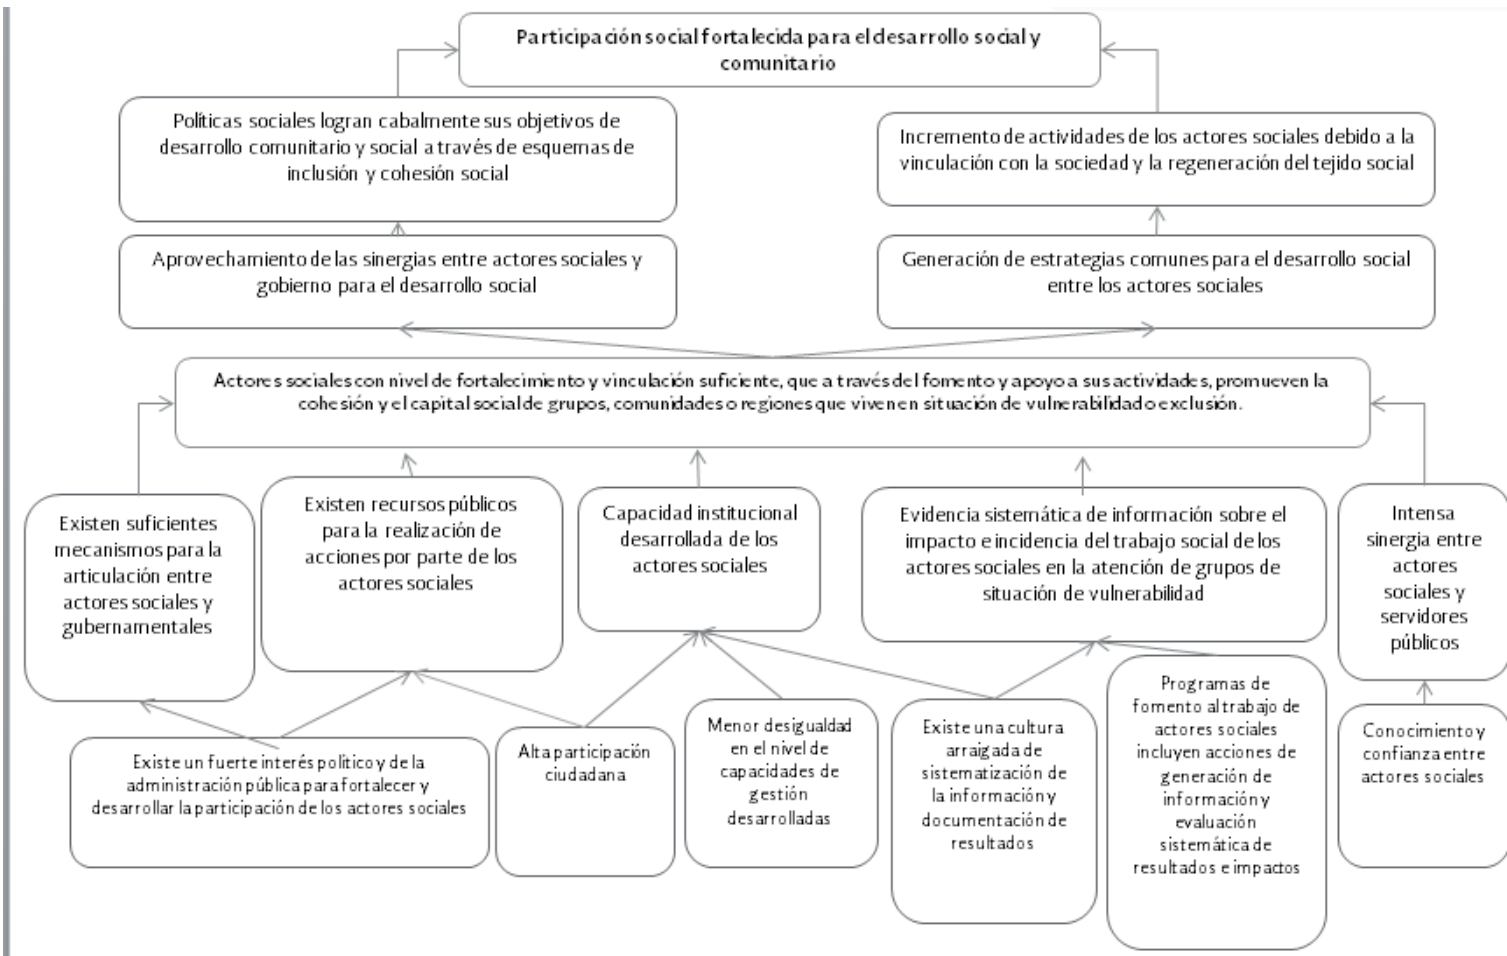 Participación social fortalecida para el desarrollo social y
comunitario
Políticas sociales logran cabalmente sus objetivos de
desarrollo comunitario y social a través de esquemas de
inclusión y cohesión social
Incremento de actividades de los actores sociales debido a la
vinculación con la sociedad y la regeneración del tejido social
Aprovechamiento de las sinergias entre actores sociales y
gobierno para el desarrollo social
Generación de estrategias comunes para el desarrollo social
entre los actores sociales
Actores sociales con nivel de fortalecimiento y vinculación suficiente, que a través del fomento y apoyo a sus actividades, promueven la
cohesión y el capital social de grupos, comunidades o regiones que viven en situación de vulnerabilidad o exclusión.
Existen suficientes
mecanismos para la
articulación entre
actores sociales y
gubernamentales
Existen recursos públicos
para la realización de
acciones por parte de los
actores sociales
Capacidad institucional
desarrollada de los
actores sociales
Evidencia sistemática de información sobre el
impacto e incidencia del trabajo social de los
actores sociales en la atención de grupos de
situación de vulnerabilidad
Intensa
sinergia entre
actores
sociales y
servidores
públicos
Existe un fuerte interés político y de la
administración pública para fortalecer y
desarrollar la participación de los actores sociales
Alta participación
ciudadana
Menor desigualdad
en el nivel de
capacidades de
gestión
desarrolladas
Existe una cultura
arraigada de
sistematización de
la información y
documentación de
resultados
Programas de
fomento al trabajo de
actores sociales
incluyen acciones de
generación de
información y
evaluación
sistemática de
resultados e impactos
Conocimiento y
confianza entre
actores sociales